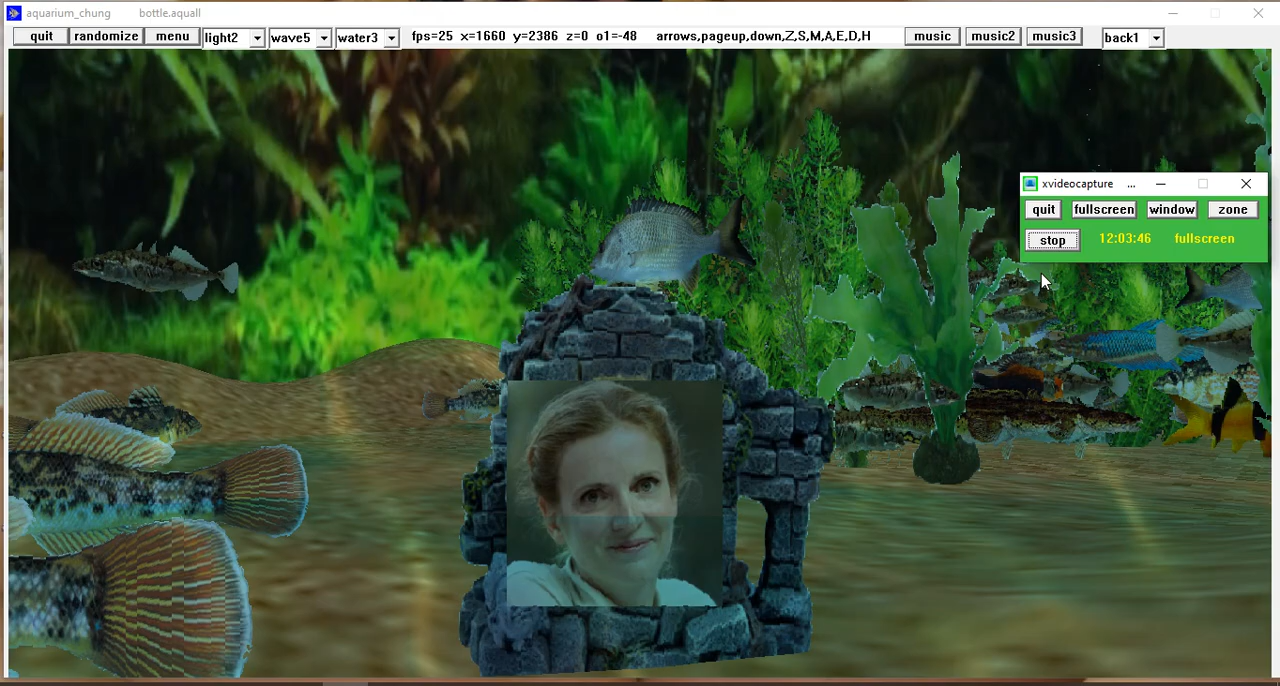 aquarium_chung bottle.aquall
quit randomize menu light2 wave5 water3 fps=25 x=1660 y=2386 z=0 o1=-48 arrows,pageup,down,Z,S,M,A,E,D,H music music2 music3 back1
xvideocapture ...
quit fullscreen window zone
stop 12:03:46 fullscreen